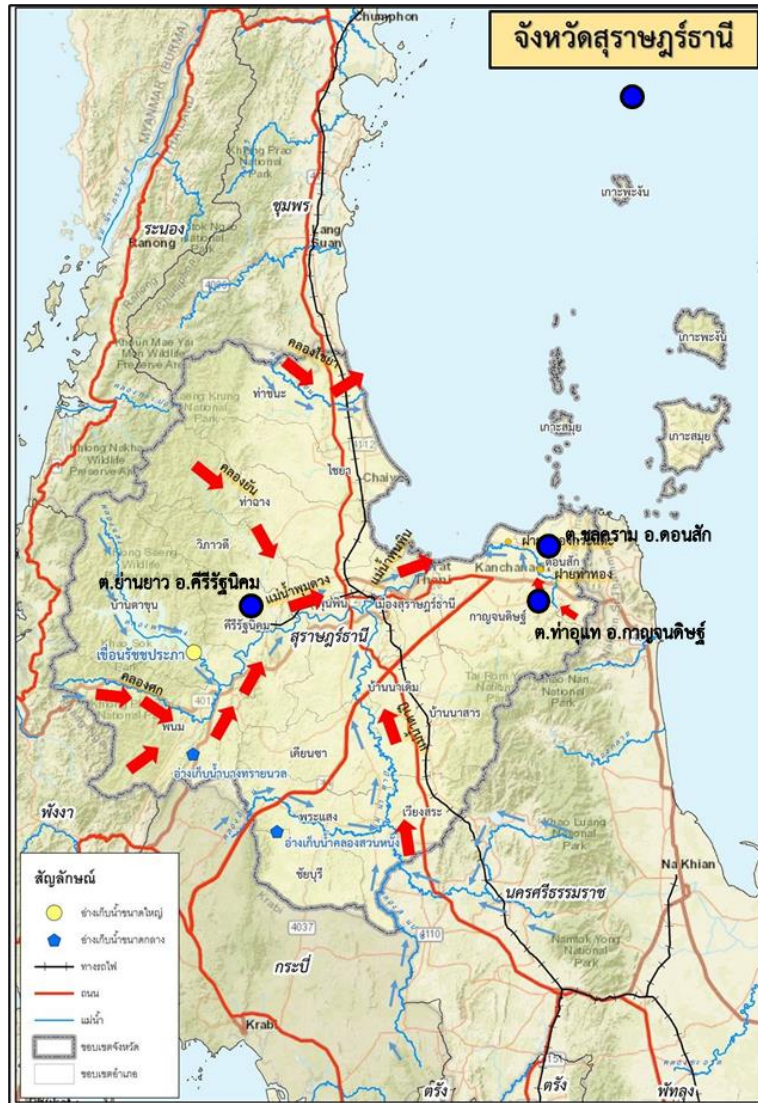 จังหวัดสุราษฎร์ธานี
Chumphon
MYANMAR (BURMA)
THAILAND
เกาะพะงัน
ชุมพร
ระนอง
Ranong
Lang
Suan
National
Park
เกาะพะงัน
เกาะสมุย
เกาะสมุย
คลองไชยา
ท่าชนะ
4112
ไชยา
Chaiya
คลองยัน
ท่าฉาง
วิภาวดี
แม่น้ำพุมพิน
ต.ชลคราม อ.ดอนสัก
ดอนสัก
Kanchanadit
ฝายท่าทอง
ต.ย่านยาว อ.คีรีรัฐนิคม
แม่น้ำพุมดวง
พุนพิน
เมืองสุราษฎร์ธานี
กาญจนดิษฐ์
บ้านตาขุน
คีรีรัฐนิคม
สุราษฎร์ธานี
ต.ท่าอุแท อ.กาญจนดิษฐ์
เขื่อนรัชชประภา
คลองศก
พนม
บ้านนาเดิม
บ้านนาสาร
เคียนซา
อ่างเก็บน้ำบางทรายนวล
พังงา
พระแสง
เวียงสระ
อ่างเก็บน้ำคลองสวนหนัง
ชัยบุรี
Khao Luang
National
Park
Na Khian
นครศรีธรรมราช
4037
4110
กระบี่
Krabi
Namtok Yong
National
Park
151
ตรัง
ตรัง
พัทลุง
สัญลักษณ์
อ่างเก็บน้ำขนาดใหญ่
อ่างเก็บน้ำขนาดกลาง
ทางรถไฟ
ถนน
แม่น้ำ
ขอบเขตจังหวัด
ขอบเขตอำเภอ